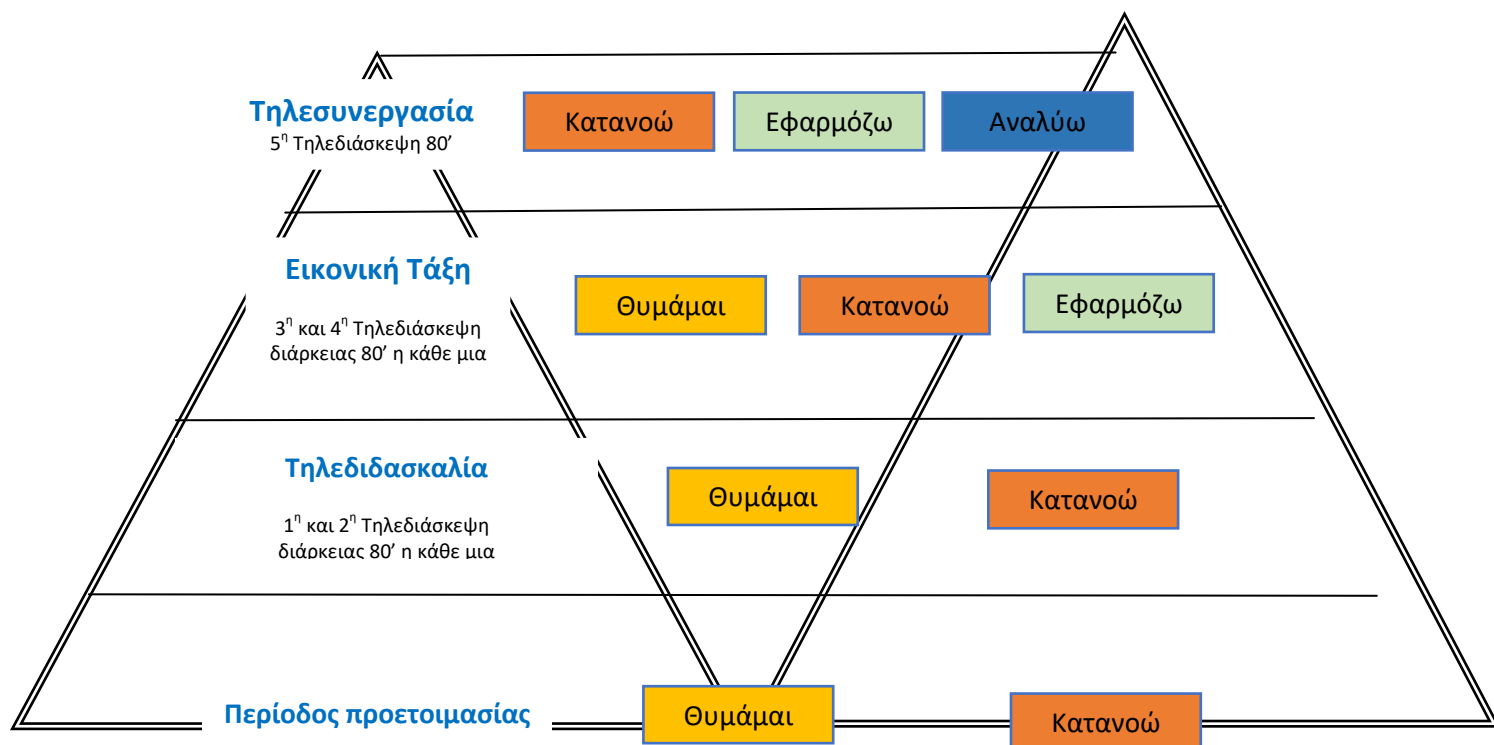 Τηλεσυνεργασία
5η Τηλεδιάσκεψη 80’
Κατανοώ
Εφαρμόζω
Αναλύω
Εικονική Τάξη
3η και 4η Τηλεδιάσκεψη
διάρκειας 80’ η κάθε μια
Θυμάμαι
Κατανοώ
Εφαρμόζω
Τηλεδιδασκαλία
1η και 2η Τηλεδιάσκεψη
διάρκειας 80’ η κάθε μια
Θυμάμαι
Κατανοώ
Περίοδος προετοιμασίας
Θυμάμαι
Κατανοώ